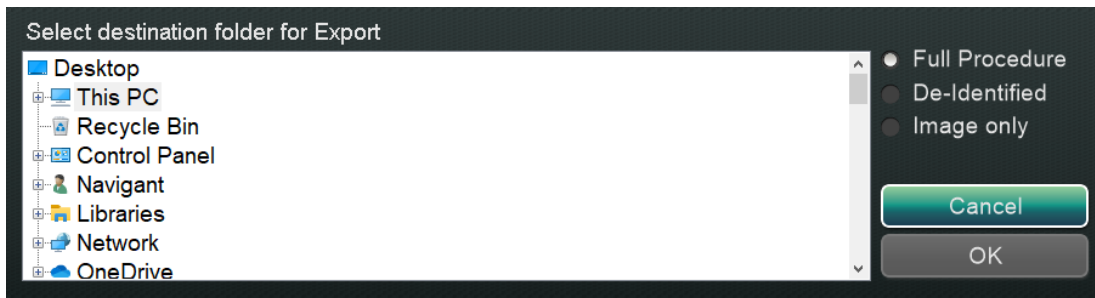 Select destination folder for Export
Desktop
This PC
Recycle Bin
Control Panel
Navigant
Libraries
Network
OneDrive
Full Procedure
De-Identified
Image only
Cancel
OK